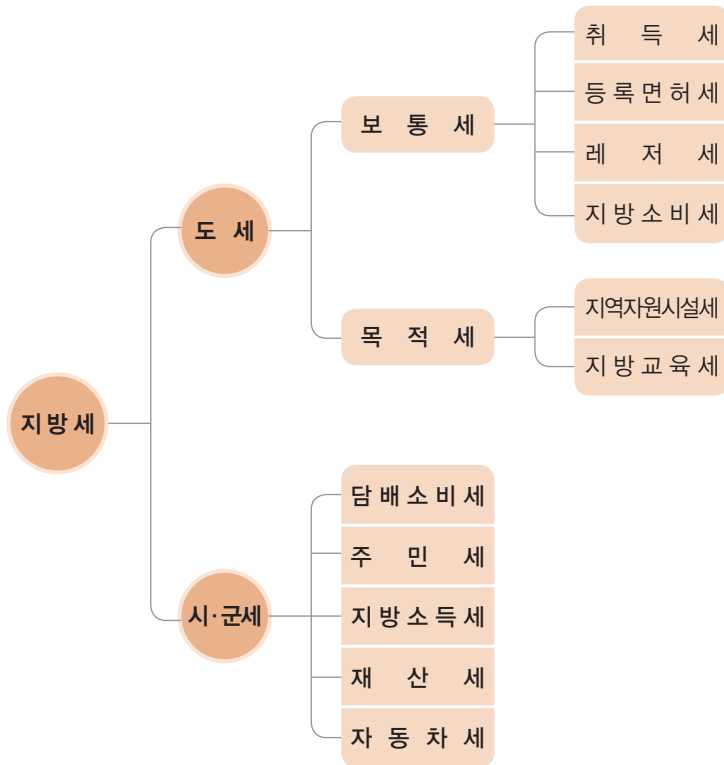 지방세
도 세
보 통 세
취 득 세
등록면허세
레 저 세
지방소비세
목 적 세
지역자원시설세
지방교육세
시·군세
담배소비세
주 민 세
지방소득세
재 산 세
자 동 차 세